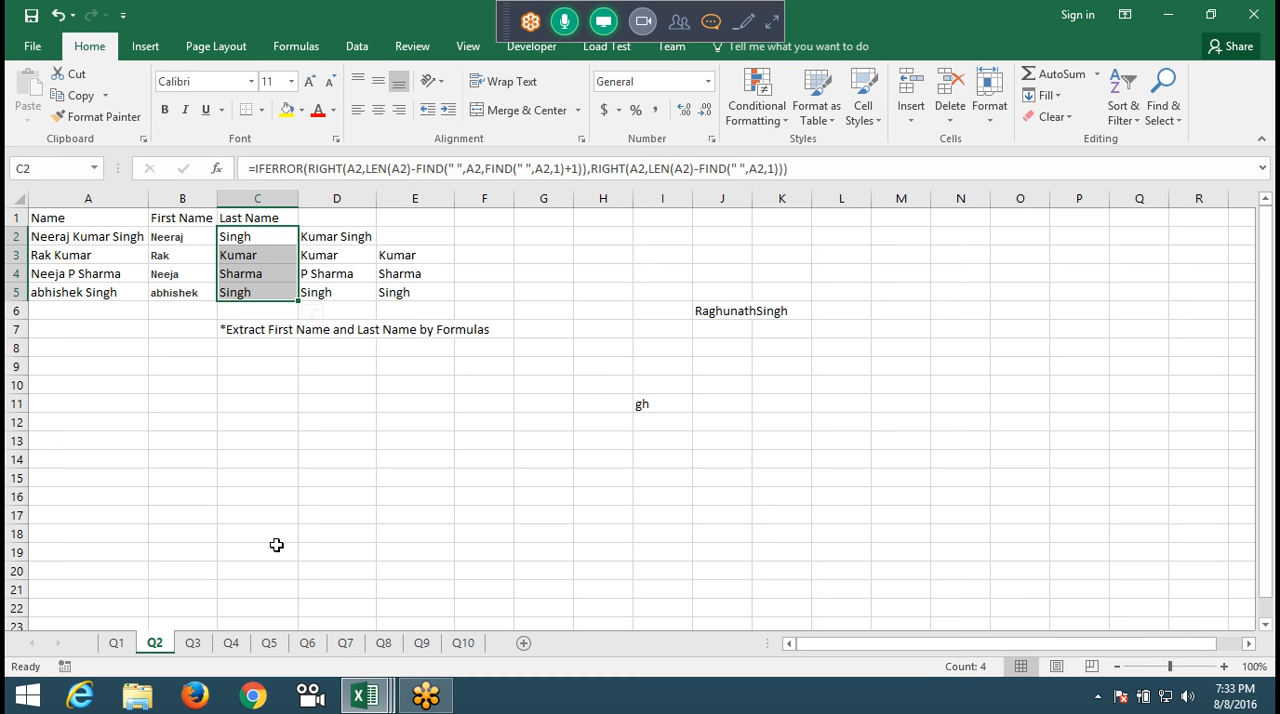 Sign in
File Home Insert Page Layout Formulas Data Review View Developer Load Test Team Tell me what you want to do Share
Cut
Copy
Format Painter
Paste
Clipboard
Calibri 11
B I U
Font
Wrap Text
Merge & Center
Alignment
General
$ % ,
Number
Conditional Formatting
Format as Table
Cell Styles
Styles
Insert Delete Format
Cells
AutoSum
Fill
Clear
Sort & Filter
Find & Select
Editing
C2 fx =IFERROR(RIGHT(A2,LEN(A2)-FIND(" ",A2,FIND(" ",A2,1)+1)),RIGHT(A2,LEN(A2)-FIND(" ",A2,1)))
A B C D E F G H I J K L M N O P Q R
1 Name First Name Last Name
2 Neeraj Kumar Singh Neeraj Singh Kumar Singh
3 Rak Kumar Rak Kumar Kumar Kumar
4 Neeja P Sharma Neeja Sharma P Sharma Sharma
5 abhishek Singh abhishek Singh Singh Singh
6 RaghunathSingh
7 *Extract First Name and Last Name by Formulas
8
9
10
11 gh
12
13
14
15
16
17
18
19
20
21
22
23
Q1 Q2 Q3 Q4 Q5 Q6 Q7 Q8 Q9 Q10
Ready Count: 4 100%
7:33 PM
8/8/2016